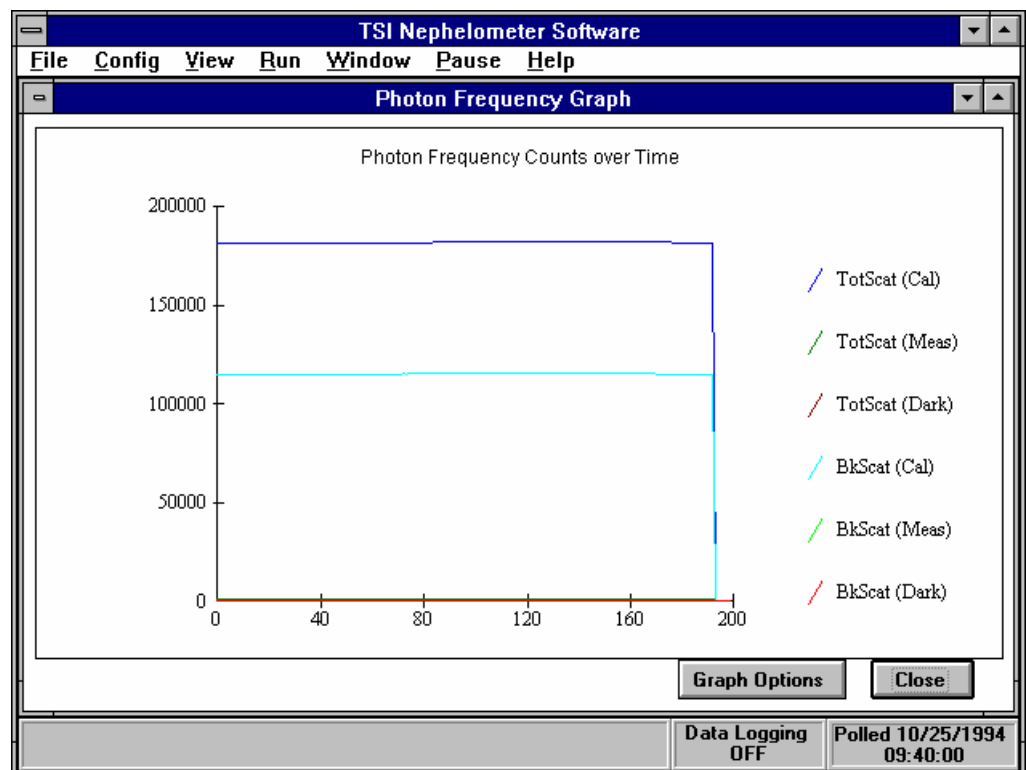 TSI Nephelometer Software
File Config View Run Window Pause Help
Photon Frequency Graph
Photon Frequency Counts over Time
200000
150000
100000
50000
0
0 40 80 120 160 200
TotScat (Cal)
TotScat (Meas)
TotScat (Dark)
BkScat (Cal)
BkScat (Meas)
BkScat (Dark)
Graph Options Close
Data Logging
OFF
Polled 10/25/1994
09:40:00